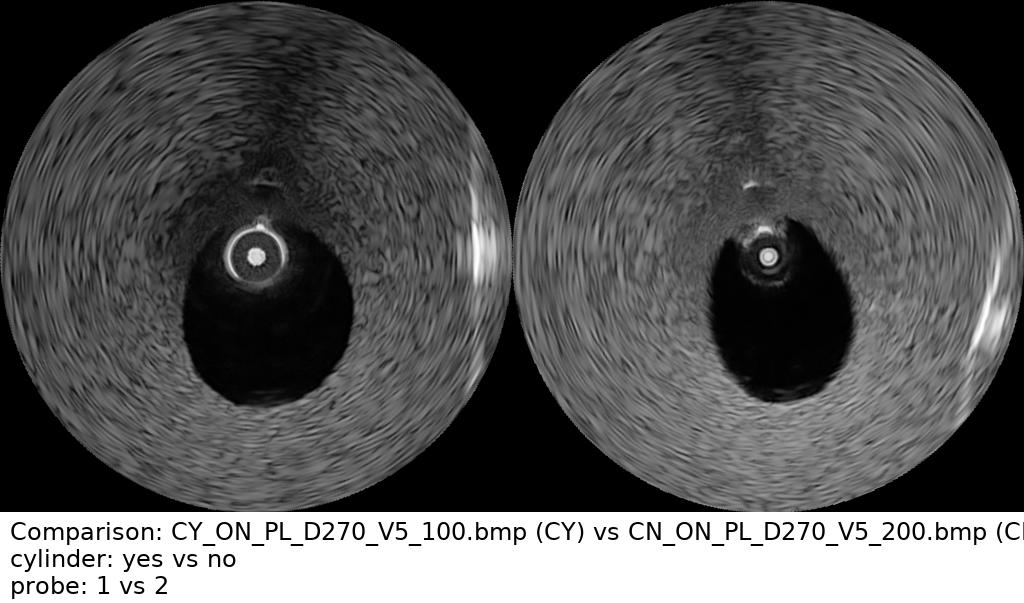 Comparison: CY_ON_PL_D270_V5_100.bmp (CY) vs CN_ON_PL_D270_V5_200.bmp (C
cylinder: yes vs no
probe: 1 vs 2